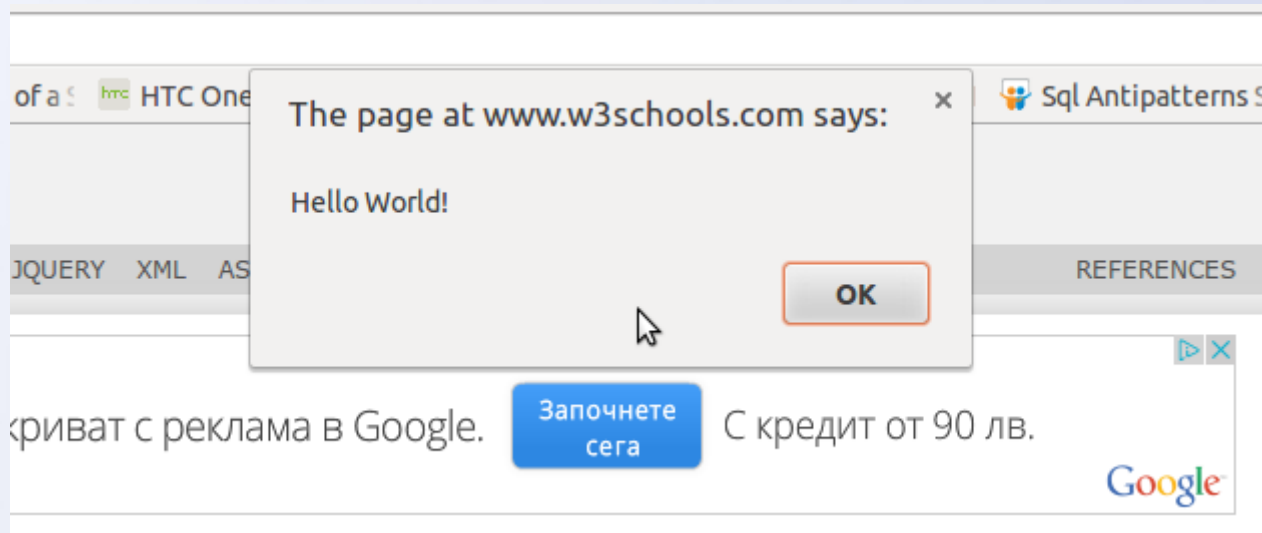 of a S
htc HTC One
Sql Antipatterns S
The page at www.w3schools.com says:
Hello World!
OK
JQUERY XML AS
REFERENCES
криват с реклама в Google.
Започнете
сега
С кредит от 90 лв.
Google